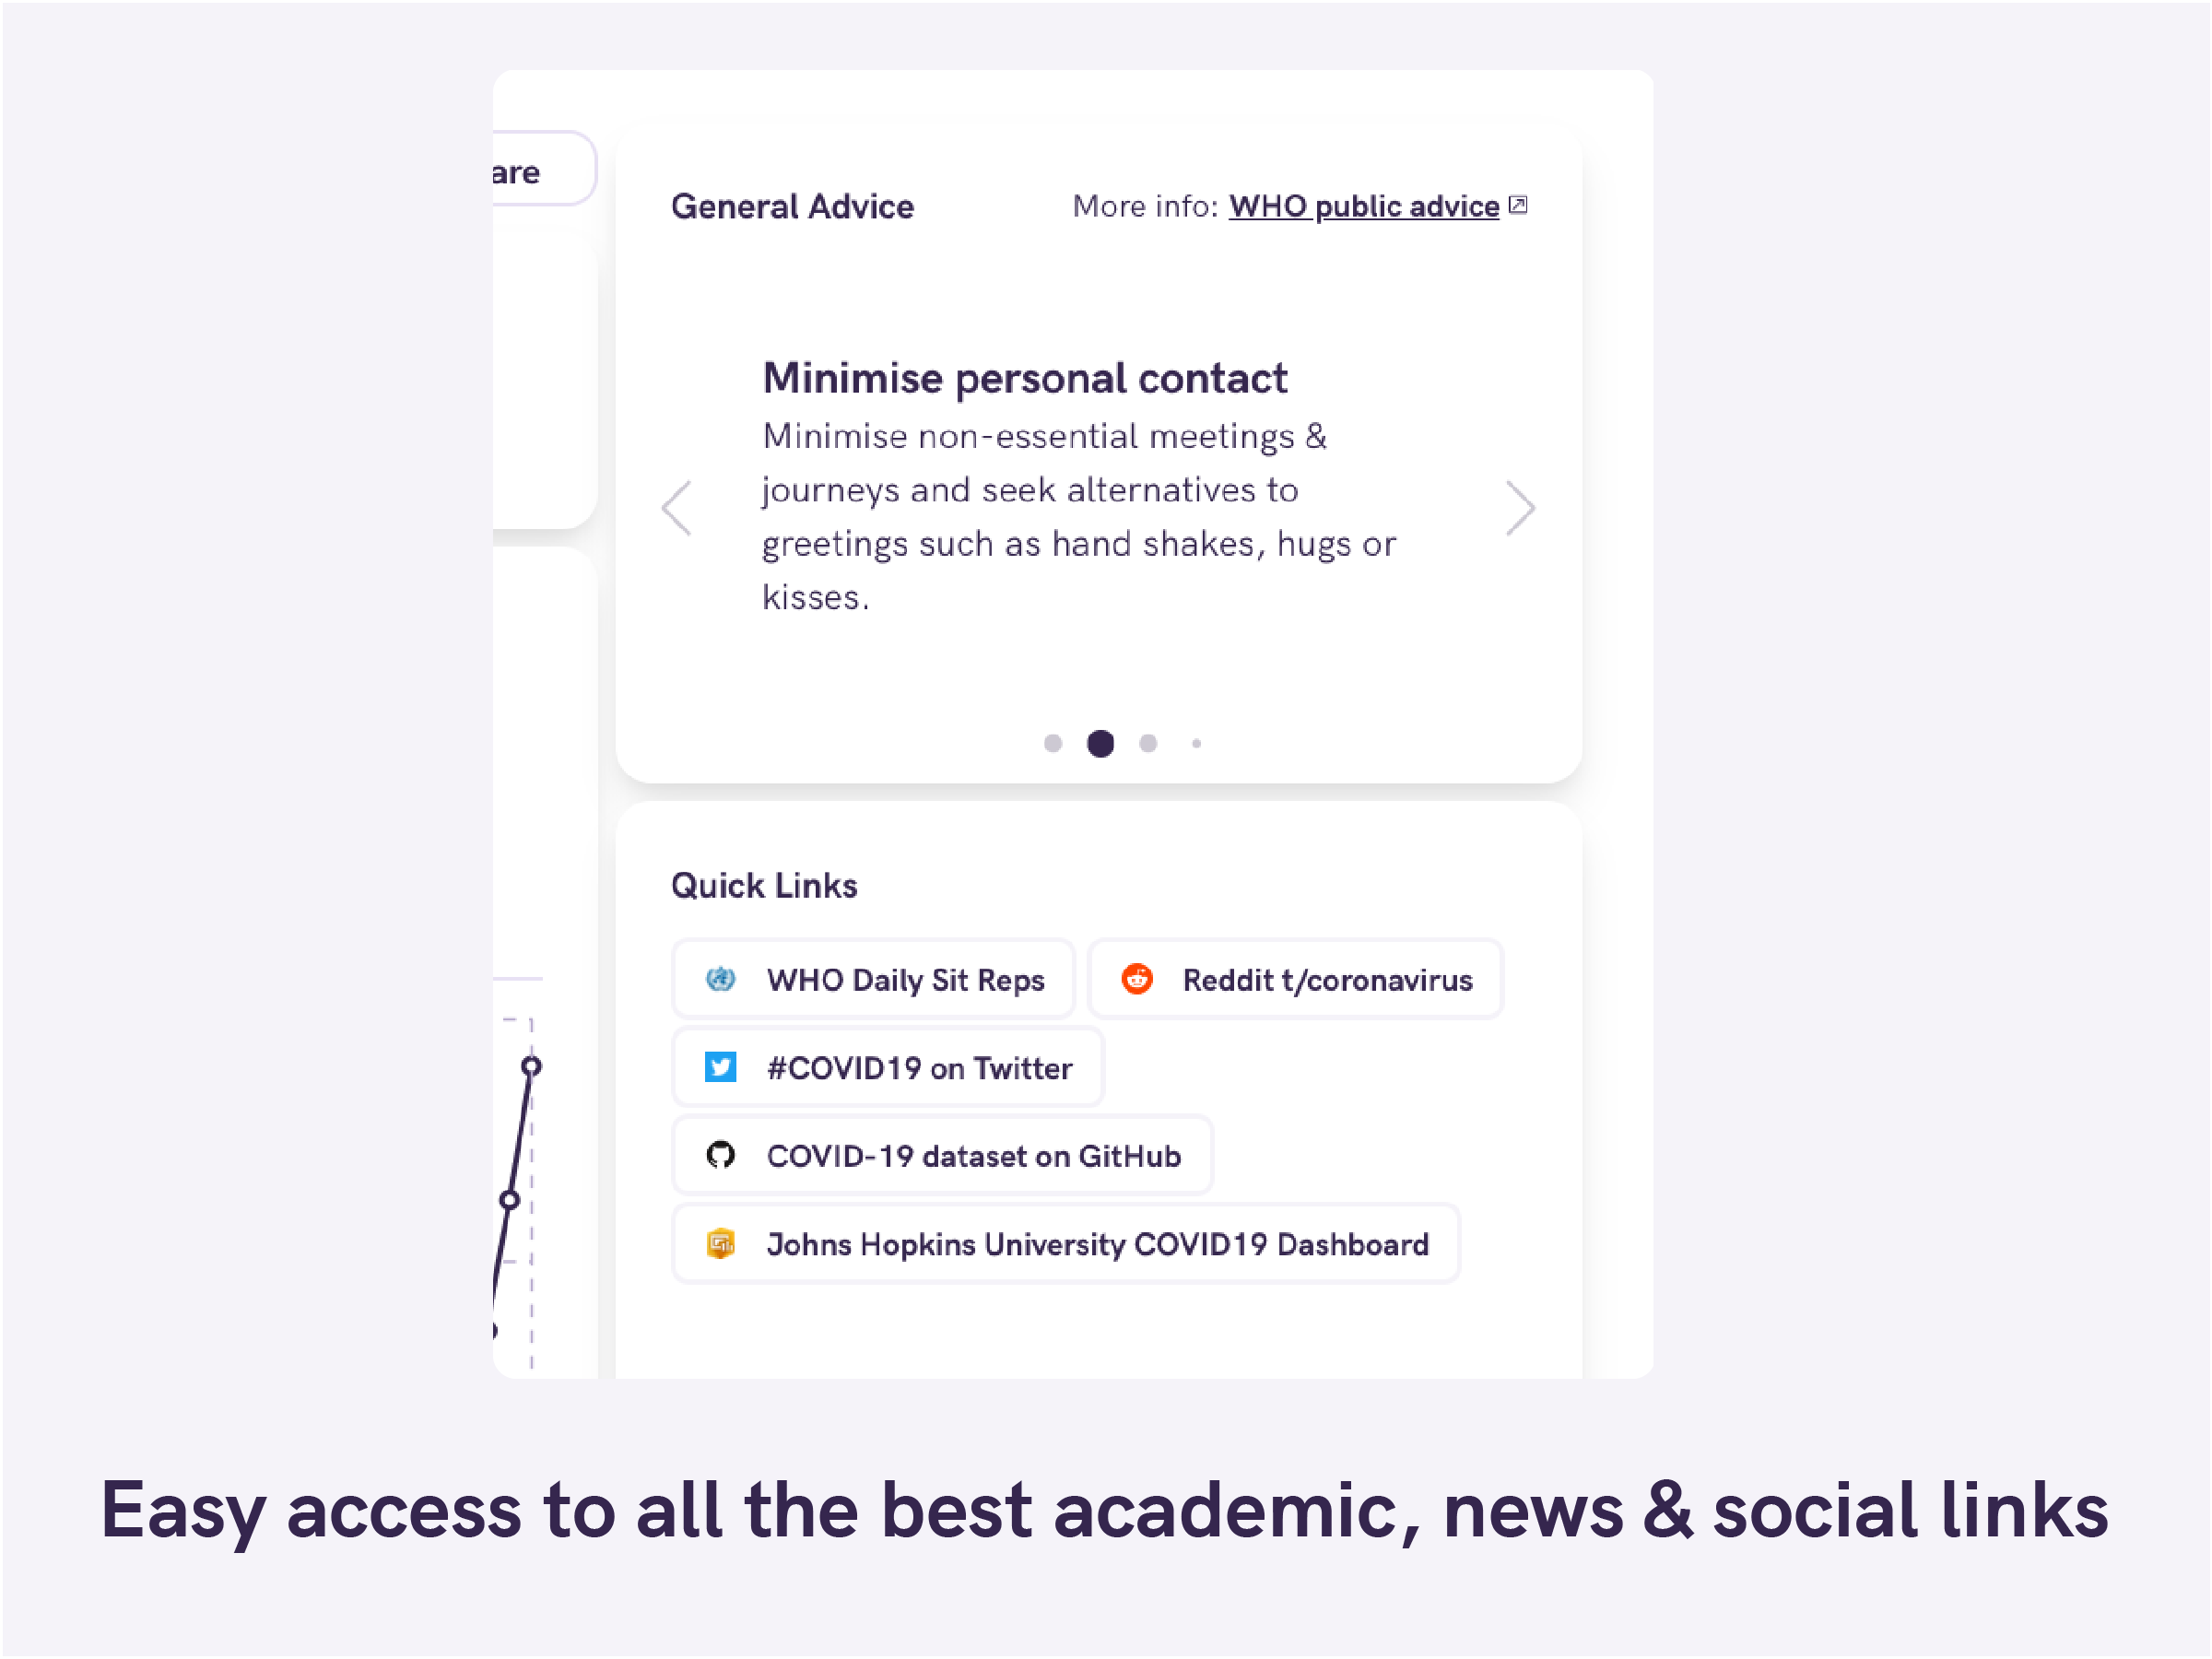 are
General Advice
More info: WHO public advice
Minimise personal contact
Minimise non-essential meetings &
journeys and seek alternatives to
greetings such as hand shakes, hugs or
kisses.
Quick Links
WHO Daily Sit Reps
Reddit t/coronavirus
#COVID19 on Twitter
COVID-19 dataset on GitHub
Johns Hopkins University COVID19 Dashboard
Easy access to all the best academic, news & social links